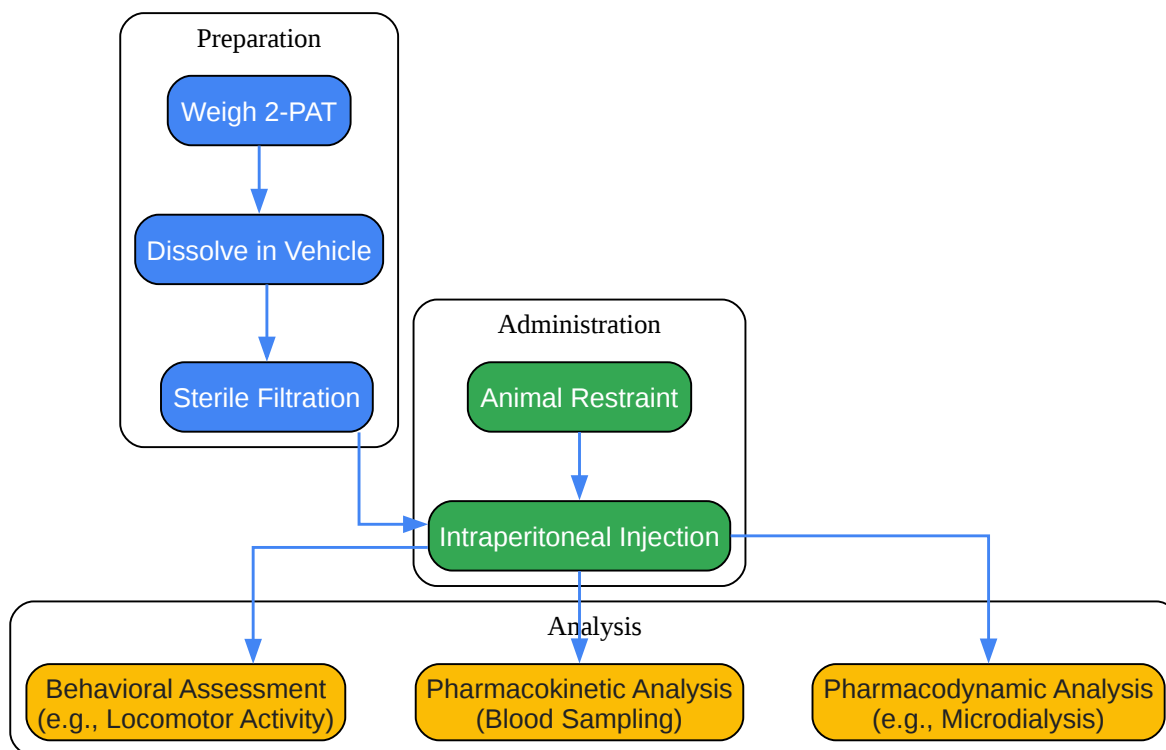 Preparation
Weigh 2-PAT
Dissolve in Vehicle
Sterile Filtration
Administration
Animal Restraint
Intraperitoneal Injection
Analysis
Behavioral Assessment
(e.g., Locomotor Activity)
Pharmacokinetic Analysis
(Blood Sampling)
Pharmacodynamic Analysis
(e.g., Microdialysis)